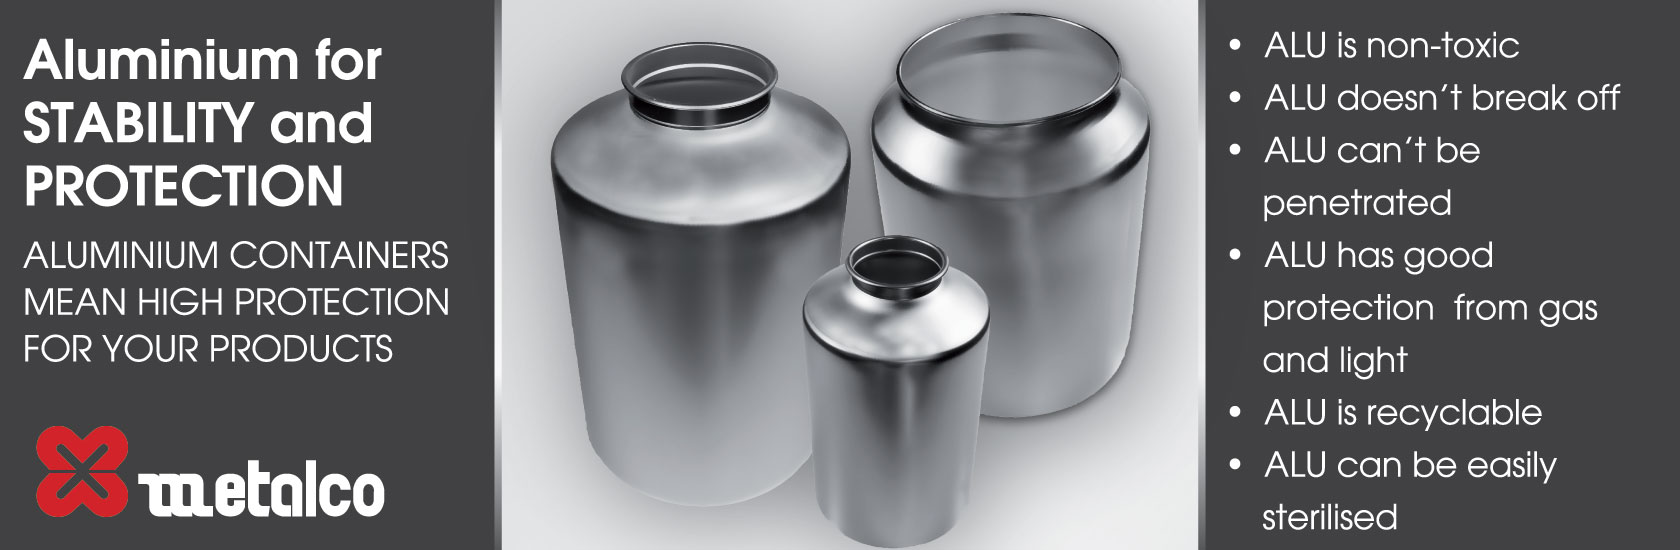 Aluminium for
STABILITY and
PROTECTION
ALUMINIUM CONTAINERS
MEAN HIGH PROTECTION
FOR YOUR PRODUCTS
metalco
• ALU is non-toxic
• ALU doesn't break off
• ALU can't be
penetrated
• ALU has good
protection  from gas
and light
• ALU is recyclable
• ALU can be easily
sterilised